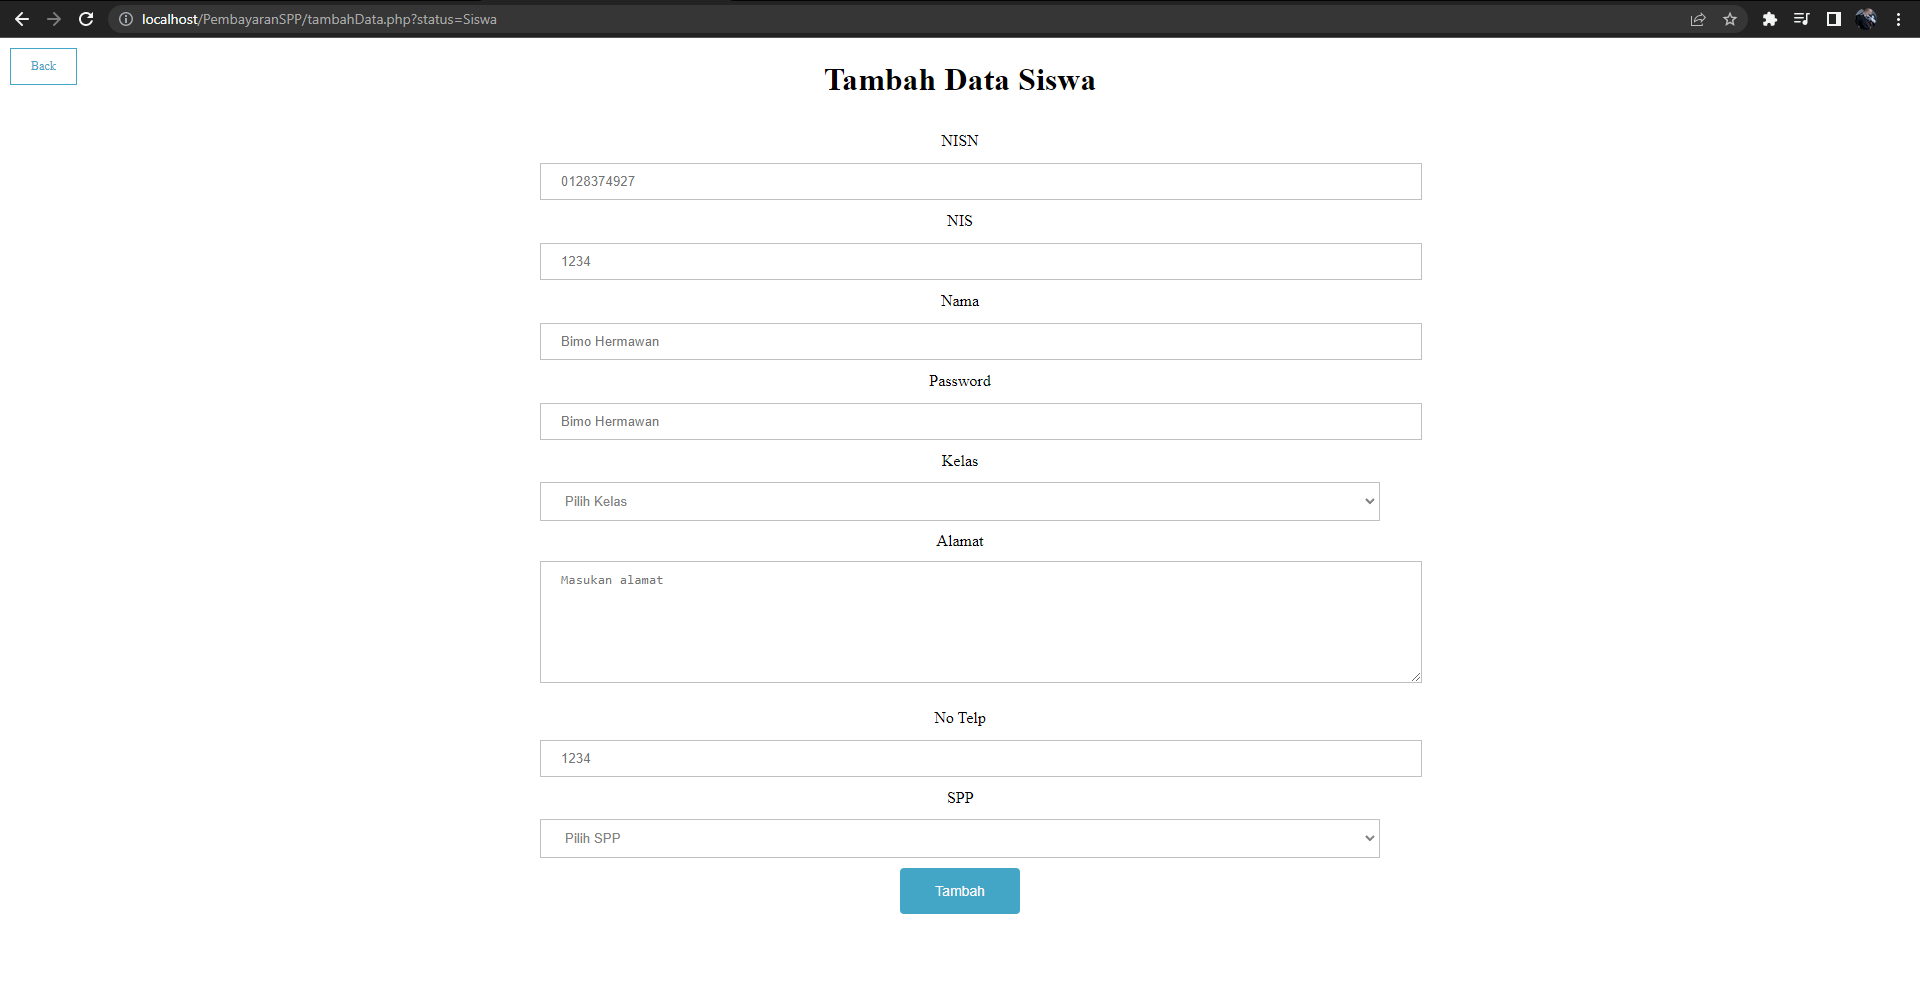 localhost/PembayaranSPP/tambahData.php?status=Siswa
Back
Tambah Data Siswa
NISN
0128374927
NIS
1234
Nama
Bimo Hermawan
Password
Bimo Hermawan
Kelas
Pilih Kelas
Alamat
Masukan alamat
No Telp
1234
SPP
Pilih SPP
Tambah